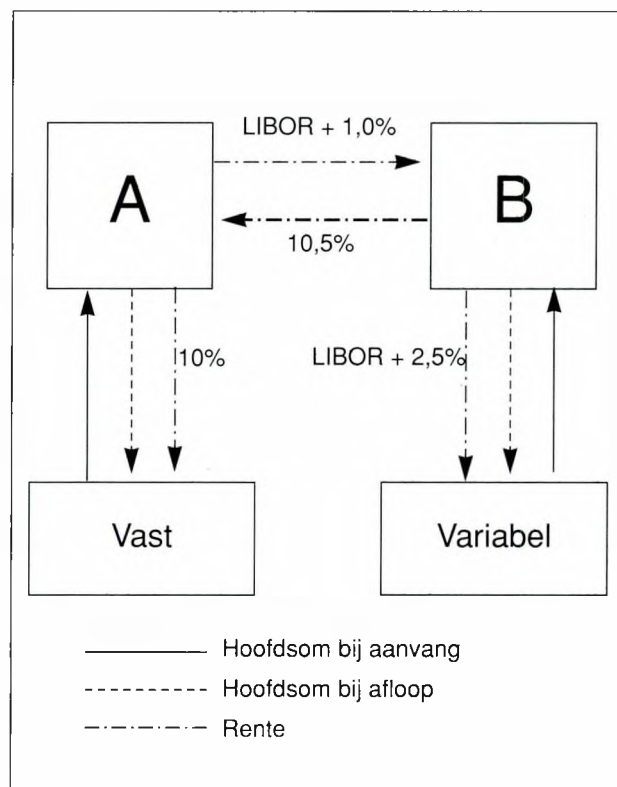 LIBOR + 1,0%
A
B
10,5%
10%
LIBOR + 2,5%
Vast
Variabel
Hoofdsom bij aanvang
Hoofdsom bij afloop
Rente